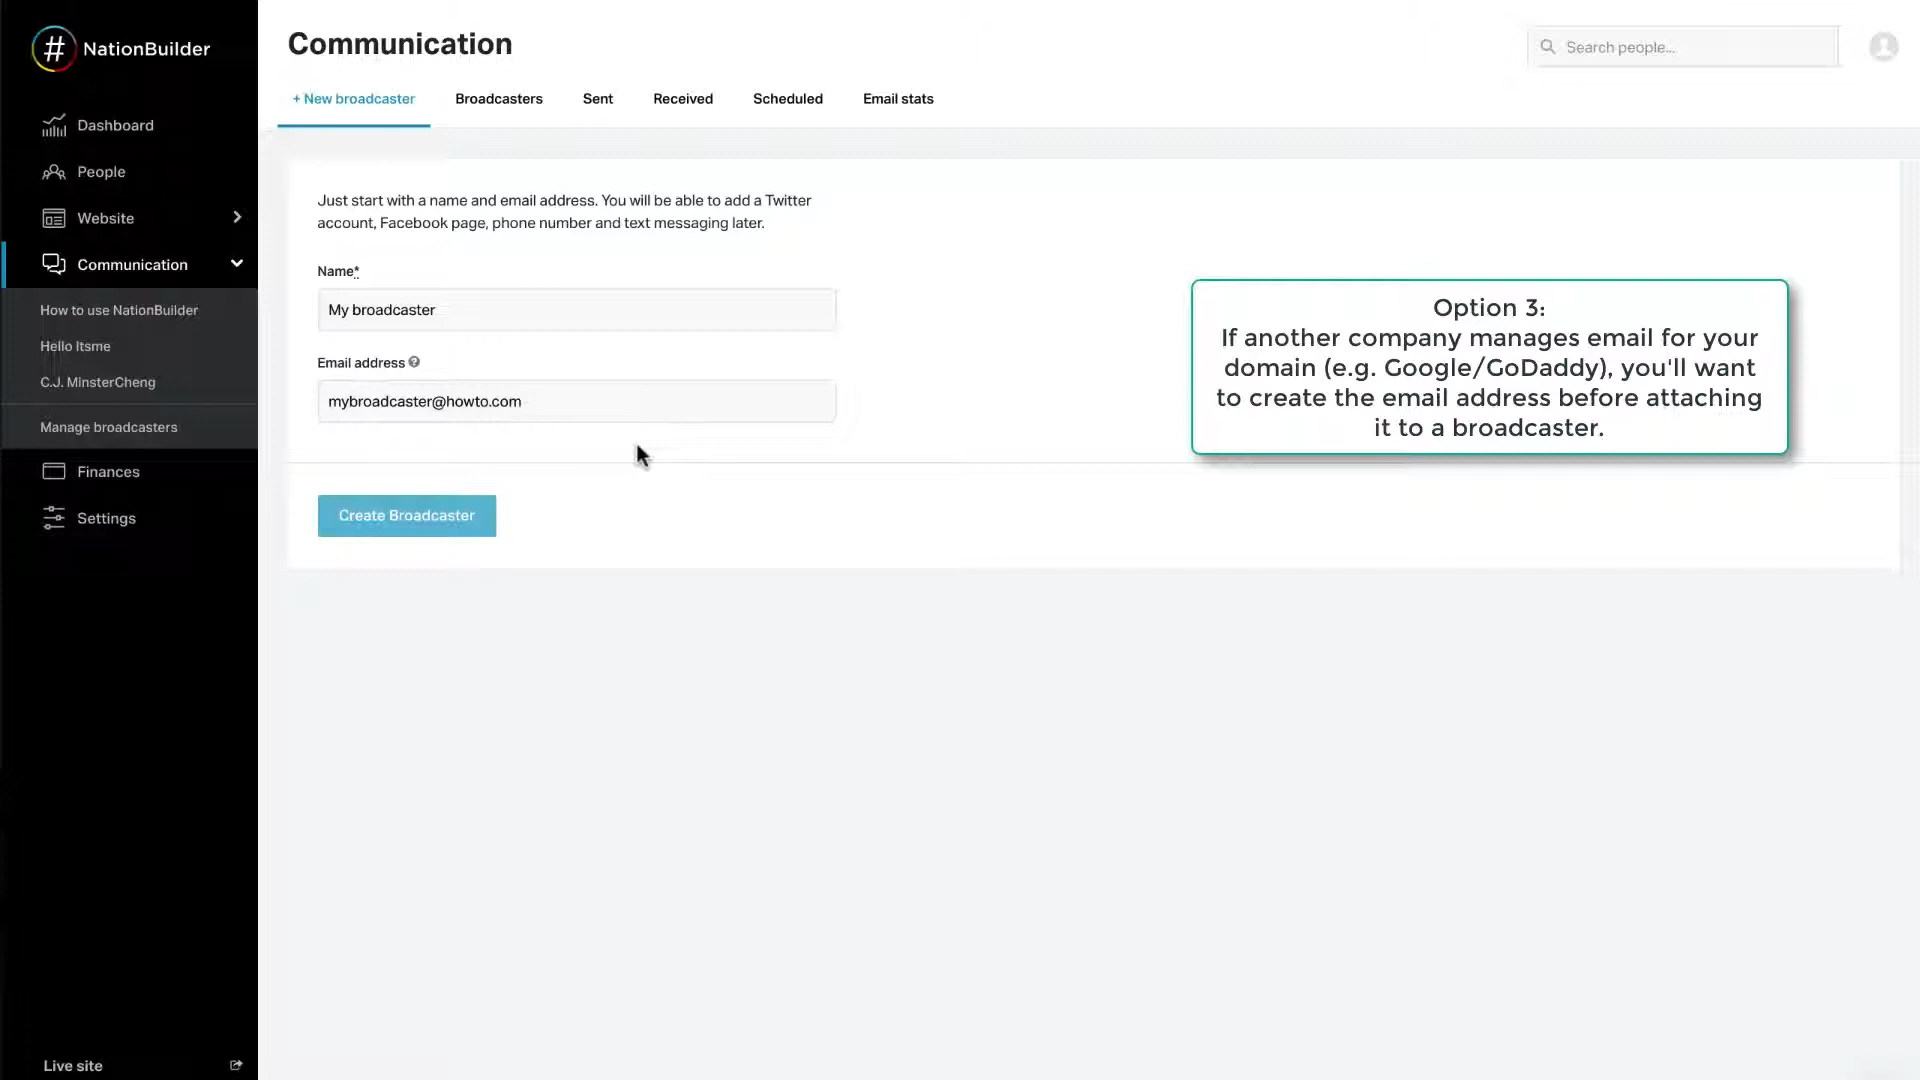 # NationBuilder
Dashboard
People
Website
Communication
How to use NationBuilder
Hello Itsme
C.J. MinsterCheng
Manage broadcasters
Finances
Settings
Live site
Communication
Search people...
+ New broadcaster
Broadcasters
Sent
Received
Scheduled
Email stats
Just start with a name and email address. You will be able to add a Twitter
account, Facebook page, phone number and text messaging later.
Name*
My broadcaster
Email address
mybroadcaster@howto.com
Create Broadcaster
Option 3:
If another company manages email for your
domain (e.g. Google/GoDaddy), you'll want
to create the email address before attaching
it to a broadcaster.